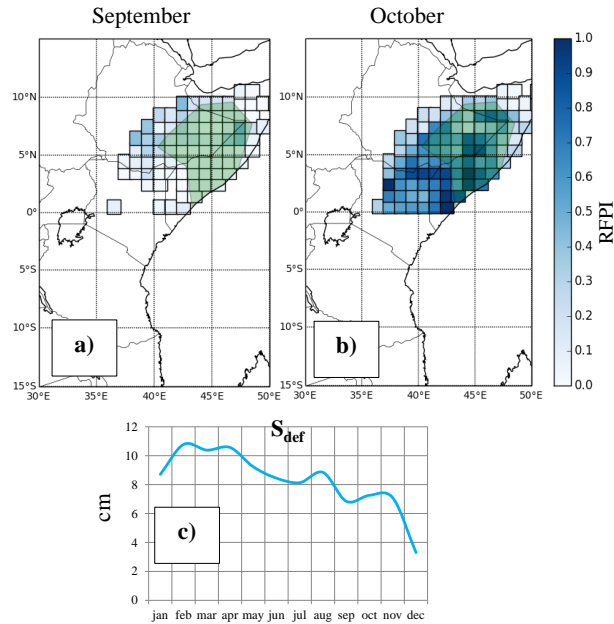 September
October
10°N
5°N
0°
5°S
10°S
15°S
30°E
35°E
40°E
45°E
50°E
a)
10°N
5°N
0°
5°S
10°S
15°S
30°E
35°E
40°E
45°E
50°E
b)
1.0
0.9
0.8
0.7
0.6
0.5
0.4
0.3
0.2
0.1
0.0
RFPI
S_def
12
10
8
6
4
2
0
cm
c)
jan feb mar apr may jun jul aug sep oct nov dec